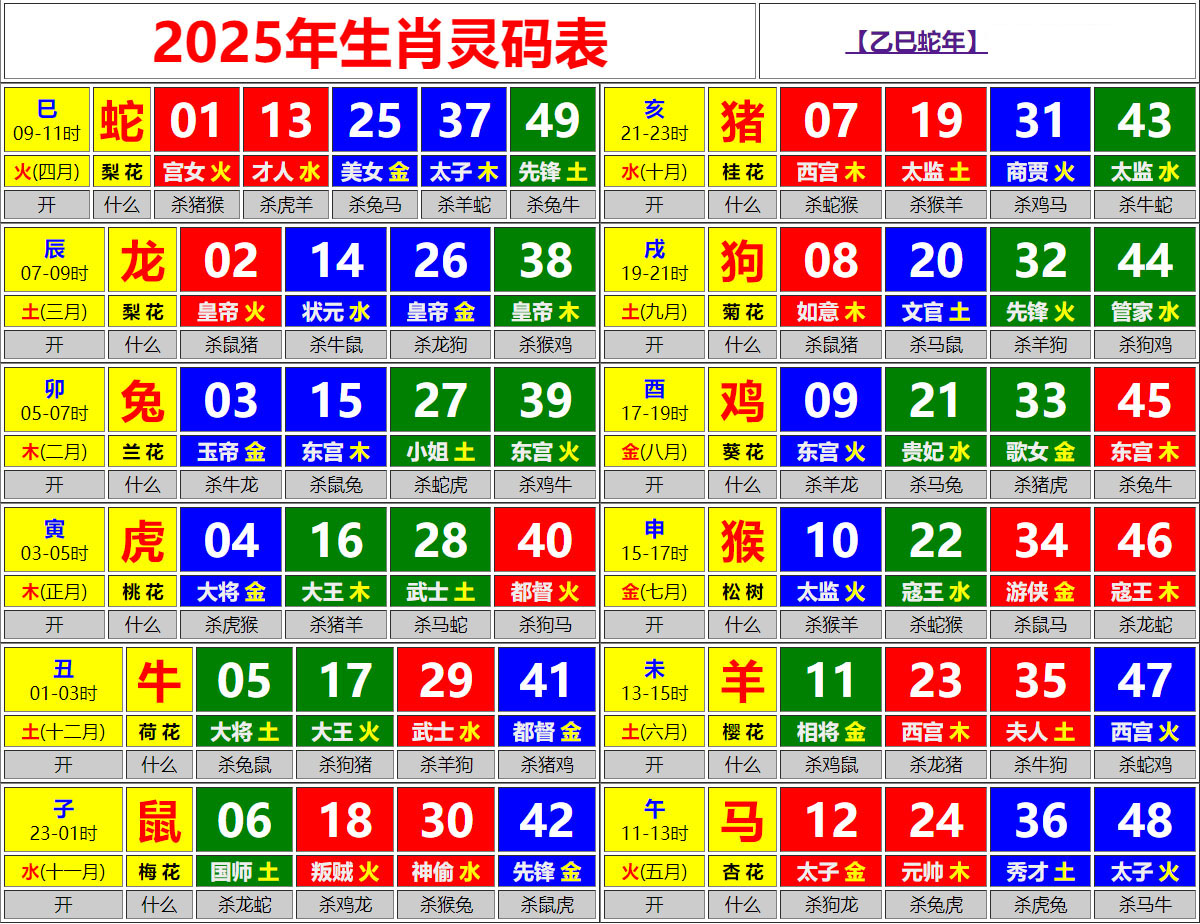 2025年生肖灵码表
【乙巳蛇年】
巳 09-11时 蛇 01 13 25 37 49
火(四月) 梨花 宫女 火 才人 水 美女 金 太子 木 先锋 土
开 什么 杀猪猴 杀虎羊 杀兔马 杀羊蛇 杀兔牛
亥 21-23时 猪 07 19 31 43
水(十月) 桂花 西宫 木 太监 土 商贾 火 太监 水
开 什么 杀蛇猴 杀猴羊 杀鸡马 杀牛蛇
辰 07-09时 龙 02 14 26 38
土(三月) 梨花 皇帝 火 状元 水 皇帝 金 皇帝 木
开 什么 杀鼠猪 杀牛鼠 杀龙狗 杀猴鸡
戌 19-21时 狗 08 20 32 44
土(九月) 菊花 如意 木 文官 土 先锋 火 管家 水
开 什么 杀鼠猪 杀马鼠 杀羊狗 杀狗鸡
卯 05-07时 兔 03 15 27 39
木(二月) 兰花 玉帝 金 东宫 木 小姐 土 东宫 火
开 什么 杀牛龙 杀鼠兔 杀蛇虎 杀鸡牛
酉 17-19时 鸡 09 21 33 45
金(八月) 葵花 东宫 火 贵妃 水 歌女 金 东宫 木
开 什么 杀羊龙 杀马兔 杀猪虎 杀兔牛
寅 03-05时 虎 04 16 28 40
木(正月) 桃花 大将 金 大王 木 武士 土 都督 火
开 什么 杀虎猴 杀猪羊 杀马蛇 杀狗马
申 15-17时 猴 10 22 34 46
金(七月) 松树 太监 火 寇王 水 游侠 金 寇王 木
开 什么 杀猴羊 杀蛇猴 杀鼠马 杀龙蛇
丑 01-03时 牛 05 17 29 41
土(十二月) 荷花 大将 土 大王 火 武士 水 都督 金
开 什么 杀兔鼠 杀狗猪 杀羊狗 杀猪鸡
未 13-15时 羊 11 23 35 47
土(六月) 樱花 相将 金 西宫 木 夫人 土 西宫 火
开 什么 杀鸡鼠 杀龙猪 杀牛狗 杀蛇鸡
子 23-01时 鼠 06 18 30 42
水(十一月) 梅花 国师 土 叛贼 火 神偷 水 先锋 金
开 什么 杀龙蛇 杀鸡龙 杀猴兔 杀鼠虎
午 11-13时 马 12 24 36 48
火(五月) 杏花 太子 金 元帅 木 秀才 土 太子 火
开 什么 杀狗龙 杀兔虎 杀虎兔 杀马牛